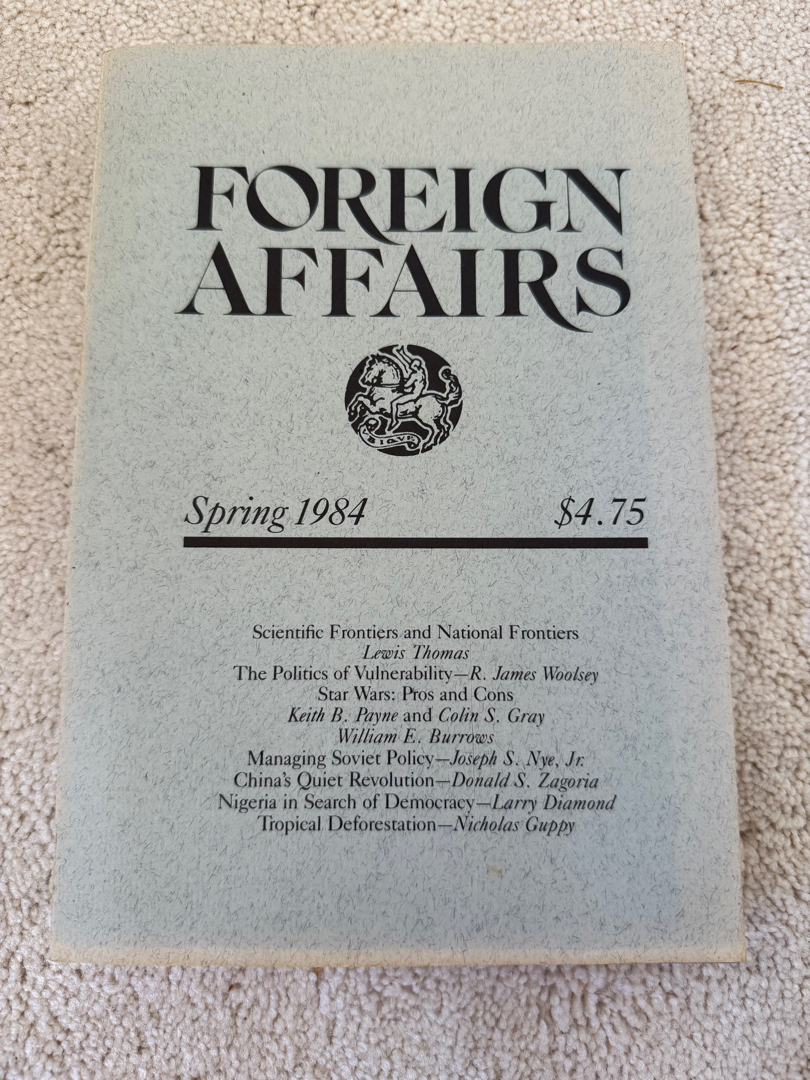 FOREIGN
AFFAIRS
VBIQVE
Spring 1984 $4.75
Scientific Frontiers and National Frontiers
Lewis Thomas
The Politics of Vulnerability—R. James Woolsey
Star Wars: Pros and Cons
Keith B. Payne and Colin S. Gray
William E. Burrows
Managing Soviet Policy—Joseph S. Nye, Jr.
China's Quiet Revolution—Donald S. Zagoria
Nigeria in Search of Democracy—Larry Diamond
Tropical Deforestation—Nicholas Guppy